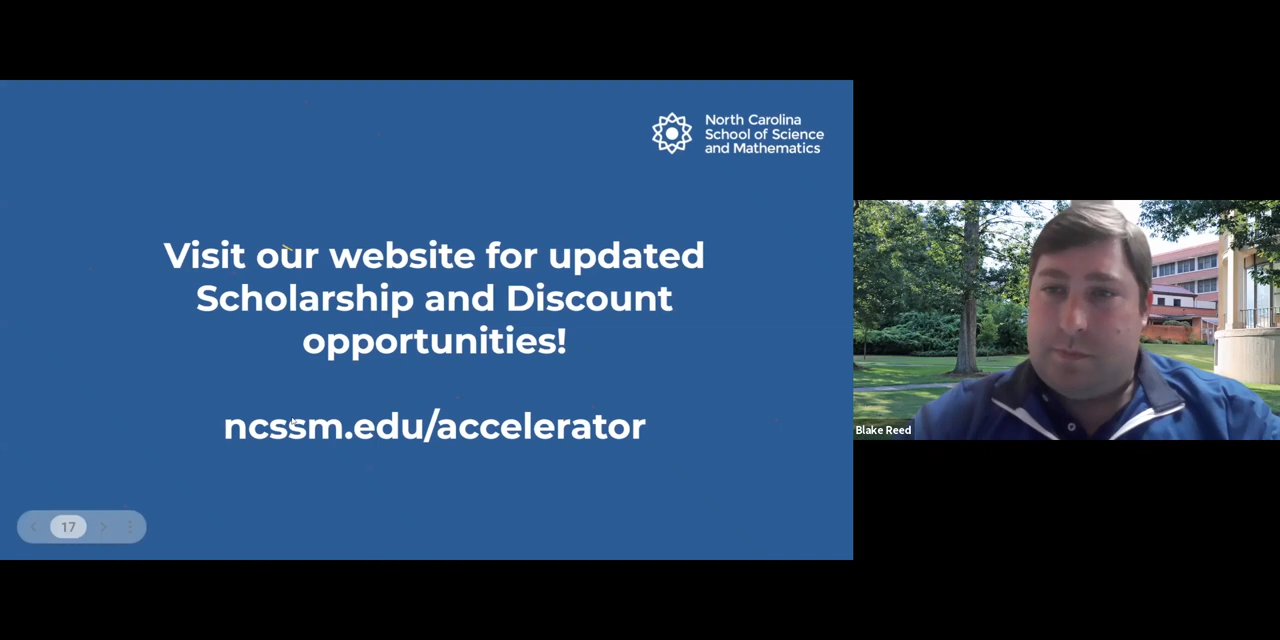 North Carolina
School of Science
and Mathematics
Visit our website for updated
Scholarship and Discount
opportunities!
ncssm.edu/accelerator
17
Blake Reed